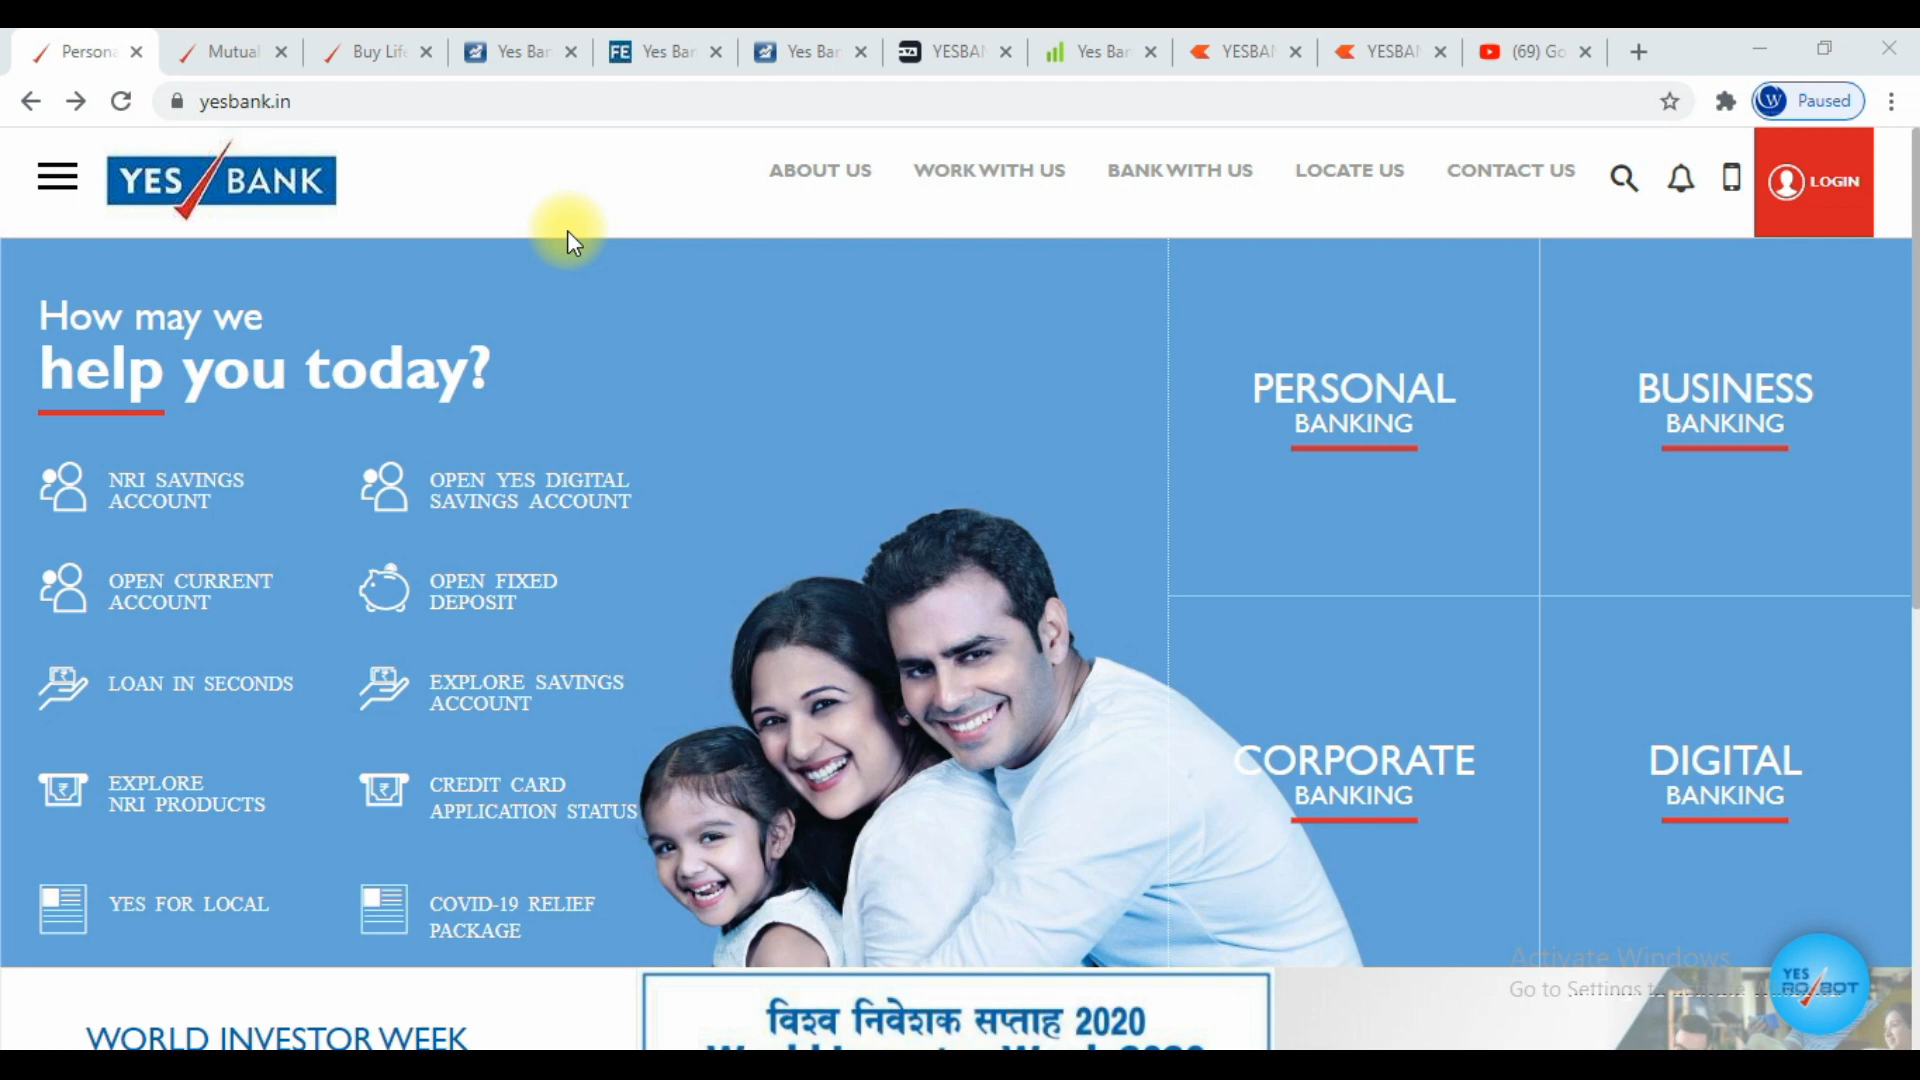 Persona
Mutual
Buy Life
Yes Bar
FE
Yes Bar
Yes Bar
YESBAN
Yes Bar
YESBAN
YESBAN
(69) Go
yesbank.in
W
Paused
YES BANK
ABOUT US
WORK WITH US
BANK WITH US
LOCATE US
CONTACT US
LOGIN
How may we
help you today?
NRI SAVINGS
ACCOUNT
OPEN YES DIGITAL
SAVINGS ACCOUNT
OPEN CURRENT
ACCOUNT
OPEN FIXED
DEPOSIT
LOAN IN SECONDS
EXPLORE SAVINGS
ACCOUNT
EXPLORE
NRI PRODUCTS
CREDIT CARD
APPLICATION STATUS
YES FOR LOCAL
COVID-19 RELIEF
PACKAGE
PERSONAL
BANKING
BUSINESS
BANKING
CORPORATE
BANKING
DIGITAL
BANKING
Activate Windows
Go to Settings
YES
ROBOT
WORLD INVESTOR WEEK
विश्व निवेशक सप्ताह 2020
World Investor Week 2020